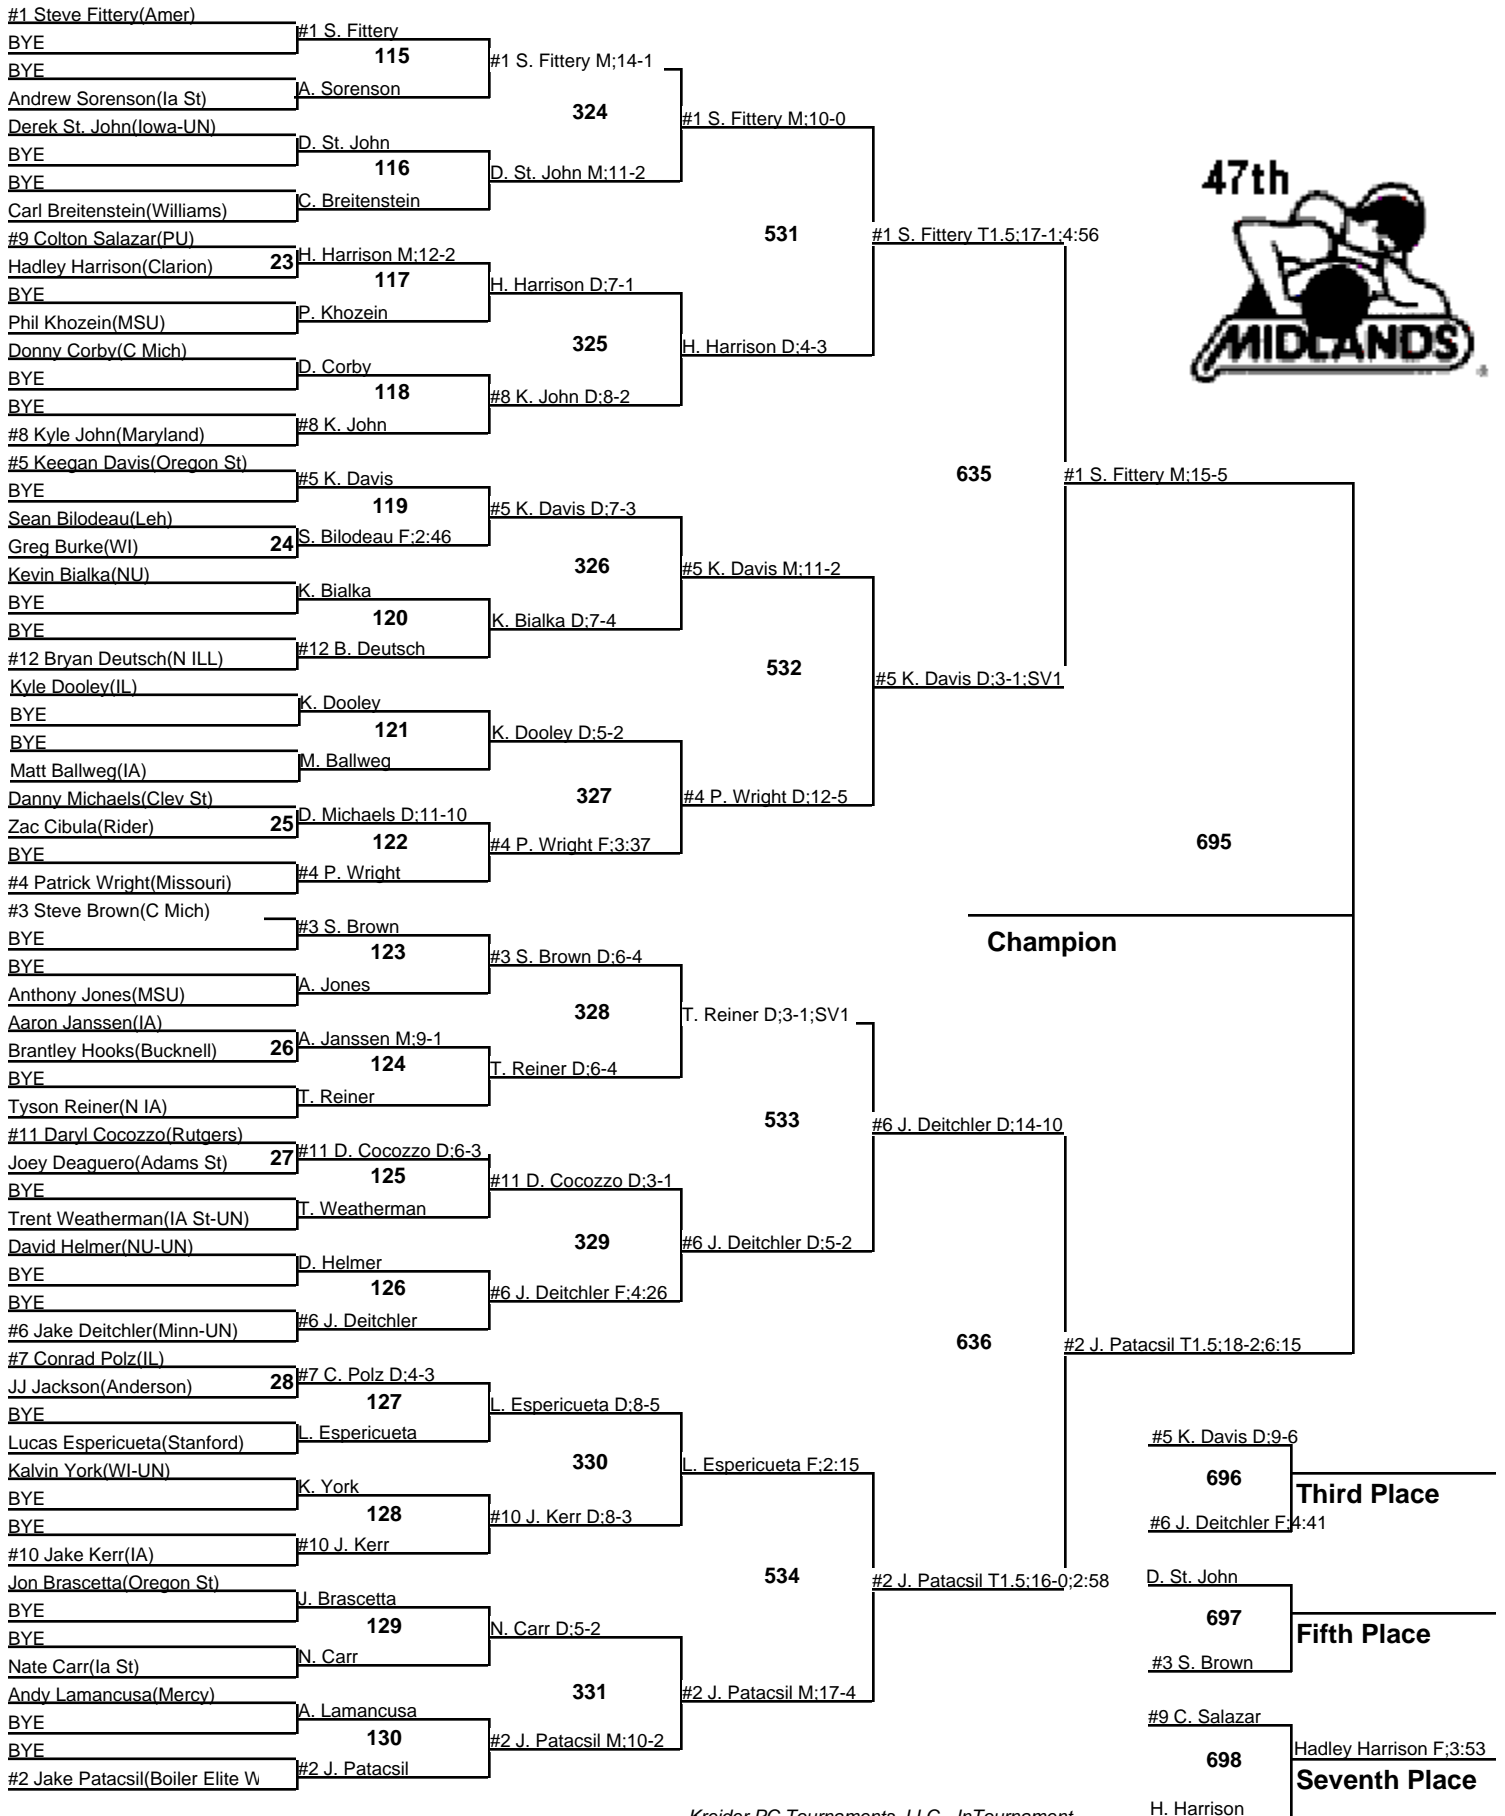 #1 Steve Fittery(Amer)
BYE
BYE
Andrew Sorenson(Ia St)
Derek St. John(Iowa-UN)
BYE
BYE
Carl Breitenstein(Williams)
#9 Colton Salazar(PU)
Hadley Harrison(Clarion) 23
BYE
Phil Khozein(MSU)
Donny Corby(C Mich)
BYE
BYE
#8 Kyle John(Maryland)
#5 Keegan Davis(Oregon St)
BYE
Sean Bilodeau(Leh)
Greg Burke(WI) 24
Kevin Bialka(NU)
BYE
BYE
#12 Bryan Deutsch(N ILL)
Kyle Dooley(IL)
BYE
BYE
Matt Ballweg(IA)
Danny Michaels(Clev St)
Zac Cibula(Rider) 25
BYE
#4 Patrick Wright(Missouri)
#3 Steve Brown(C Mich)
BYE
BYE
Anthony Jones(MSU)
Aaron Janssen(IA)
Brantley Hooks(Bucknell) 26
BYE
Tyson Reiner(N IA)
#11 Daryl Cocozzo(Rutgers)
Joey Deaguero(Adams St) 27
BYE
Trent Weatherman(IA St-UN)
David Helmer(NU-UN)
BYE
BYE
#6 Jake Deitchler(Minn-UN)
#7 Conrad Polz(IL)
JJ Jackson(Anderson) 28
BYE
Lucas Espericueta(Stanford)
Kalvin York(WI-UN)
BYE
BYE
#10 Jake Kerr(IA)
Jon Brascetta(Oregon St)
BYE
BYE
Nate Carr(Ia St)
Andy Lamancusa(Mercy)
BYE
BYE
#2 Jake Patacsil(Boiler Elite W
#1 S. Fittery
115
A. Sorenson
D. St. John
116
C. Breitenstein
H. Harrison M;12-2
117
P. Khozein
D. Corby
118
#8 K. John
#5 K. Davis
119
S. Bilodeau F;2:46
K. Bialka
120
#12 B. Deutsch
K. Dooley
121
M. Ballweg
D. Michaels D;11-10
122
#4 P. Wright
#3 S. Brown
123
A. Jones
A. Janssen M;9-1
124
T. Reiner
#11 D. Cocozzo D;6-3
125
T. Weatherman
D. Helmer
126
#6 J. Deitchler
#7 C. Polz D;4-3
127
L. Espericueta
K. York
128
#10 J. Kerr
J. Brascetta
129
N. Carr
A. Lamancusa
130
#2 J. Patacsil
#1 S. Fittery M;14-1
324
D. St. John M;11-2
H. Harrison D;7-1
325
#8 K. John D;8-2
#5 K. Davis D;7-3
326
K. Bialka D;7-4
K. Dooley D;5-2
327
#4 P. Wright F;3:37
#3 S. Brown D;6-4
328
T. Reiner D;6-4
#11 D. Cocozzo D;3-1
329
#6 J. Deitchler F;4:26
L. Espericueta D;8-5
330
#10 J. Kerr D;8-3
N. Carr D;5-2
331
#2 J. Patacsil M;10-2
#1 S. Fittery M;10-0
531
H. Harrison D;4-3
#5 K. Davis M;11-2
532
#4 P. Wright D;12-5
T. Reiner D;3-1;SV1
533
#6 J. Deitchler D;5-2
L. Espericueta F;2:15
534
#2 J. Patacsil M;17-4
#1 S. Fittery T1.5;17-1;4:56
635
#5 K. Davis D;3-1;SV1
#6 J. Deitchler D;14-10
636
#2 J. Patacsil T1.5;16-0;2:58
#1 S. Fittery M;15-5
695
#2 J. Patacsil T1.5;18-2;6:15
Champion
47th
MIDLANDS
#5 K. Davis D;9-6
696
Third Place
#6 J. Deitchler F;4:41
D. St. John
697
Fifth Place
#3 S. Brown
#9 C. Salazar
698
Hadley Harrison F;3:53
Seventh Place
H. Harrison
Kreider PC Tournaments, LLC - InTournament